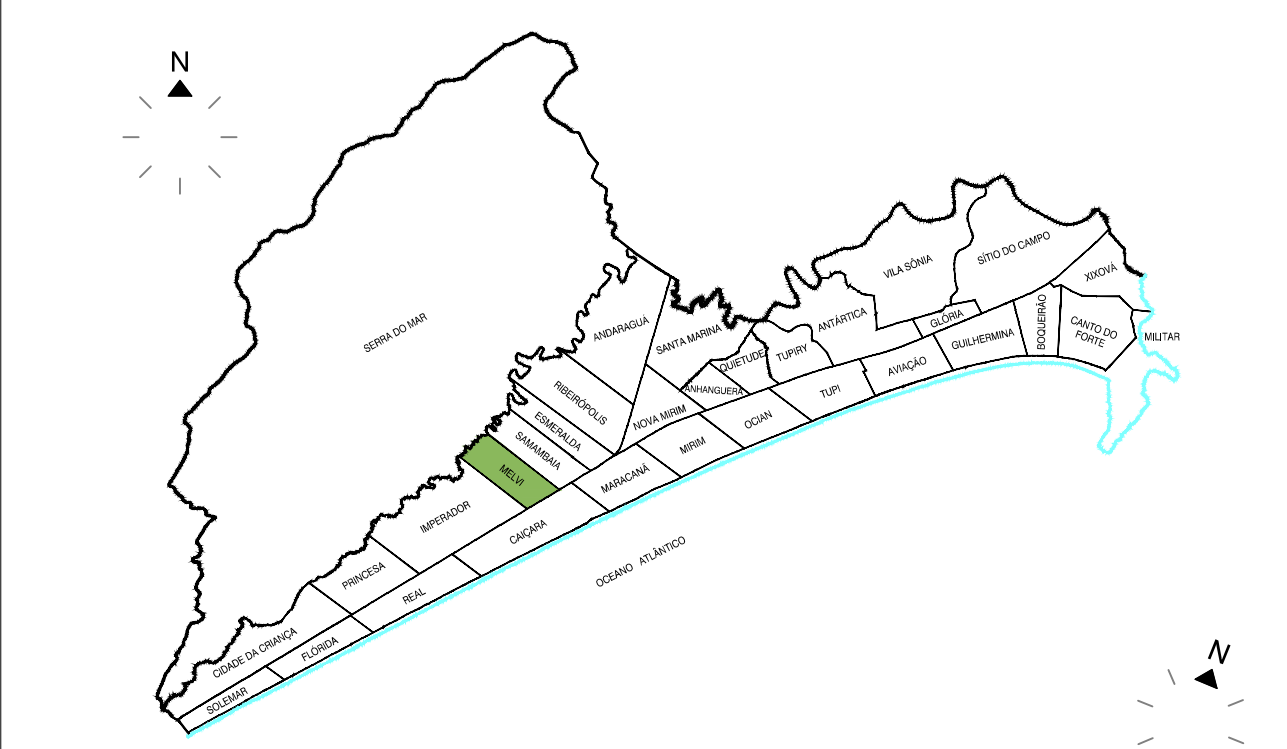 N
VILA SÔNIA
SÍTIO DO CAMPO
XIXOVÁ
SERRA DO MAR
ANDARAGUÁ
SANTA MARINA
ANTÁRTICA
GLÓRIA
BOQUEIRÃO
CANTO DO
FORTE
MILITAR
QUIETUDE
TUPIRY
GUILHERMINA
AVIAÇÃO
ANHANGUERA
TUPI
RIBEIRÓPOLIS
NOVA MIRIM
OCIAN
ESMERALDA
MIRIM
SAMAMBAIA
MELVI
MARACANÃ
IMPERADOR
CAIÇARA
OCEANO ATLÂNTICO
PRINCESA
REAL
CIDADE DA CRIANÇA
FLÓRIDA
SOLEMAR
N